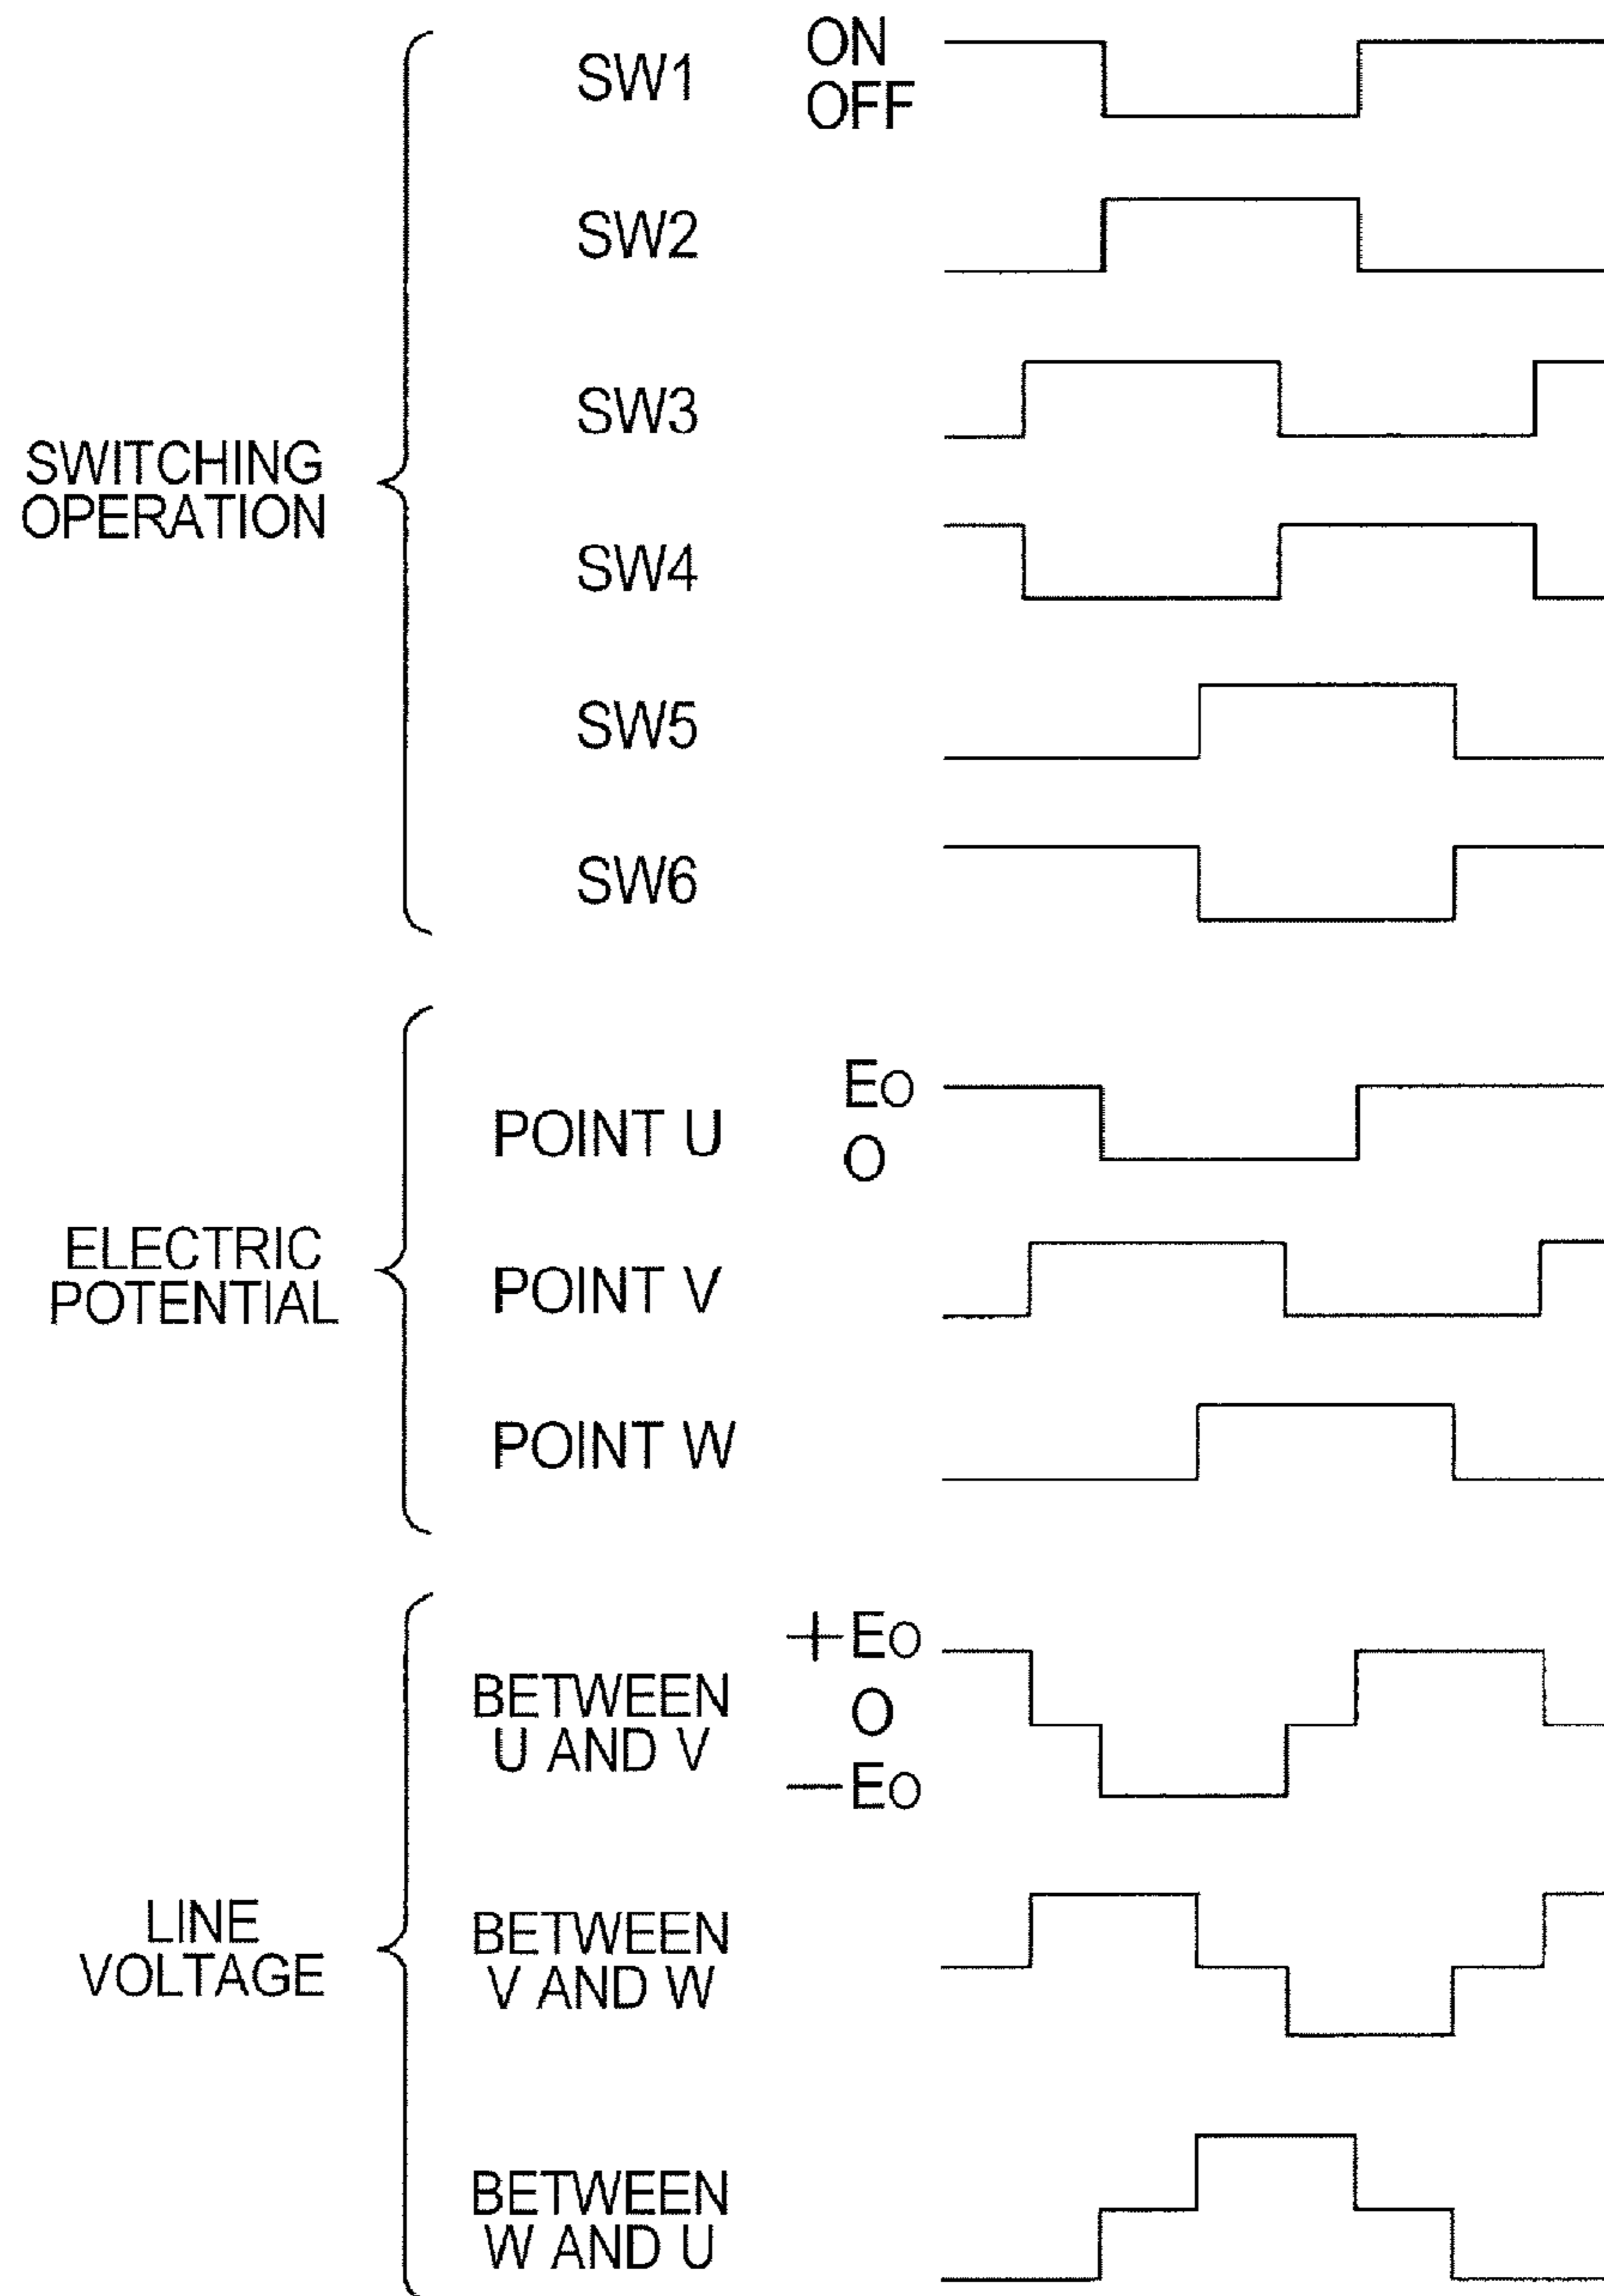 SW1
ON
OFF
SW2
SW3
SWITCHING
OPERATION
SW4
SW5
SW6
POINT U
EO
O
ELECTRIC
POTENTIAL
POINT V
POINT W
BETWEEN
U AND V
+EO
O
−EO
LINE
VOLTAGE
BETWEEN
V AND W
BETWEEN
W AND U